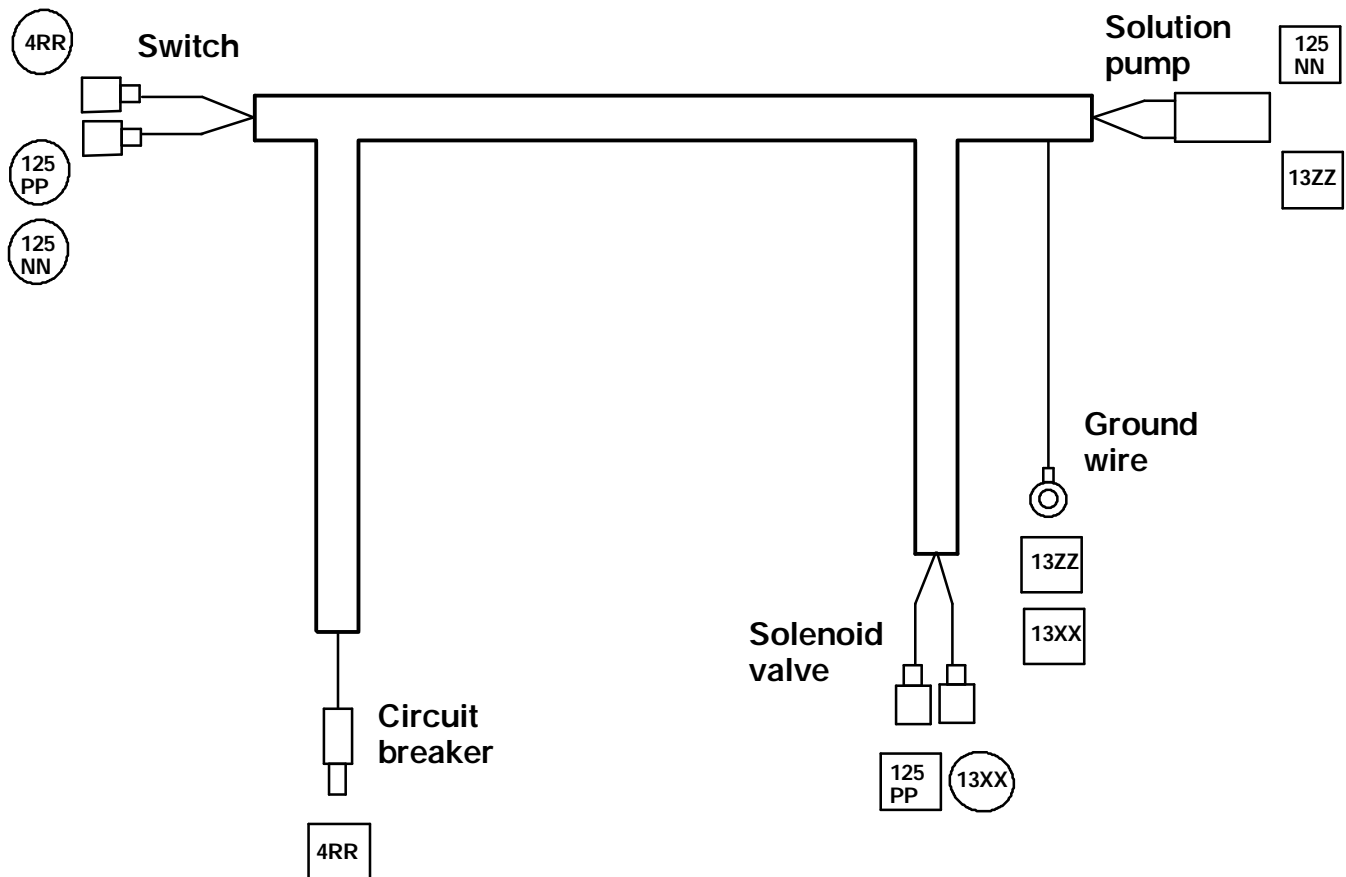 4RR
Switch
125
PP
125
NN
Solution
pump
125
NN
13ZZ
Ground
wire
13ZZ
13XX
Solenoid
valve
125
PP
13XX
Circuit
breaker
4RR